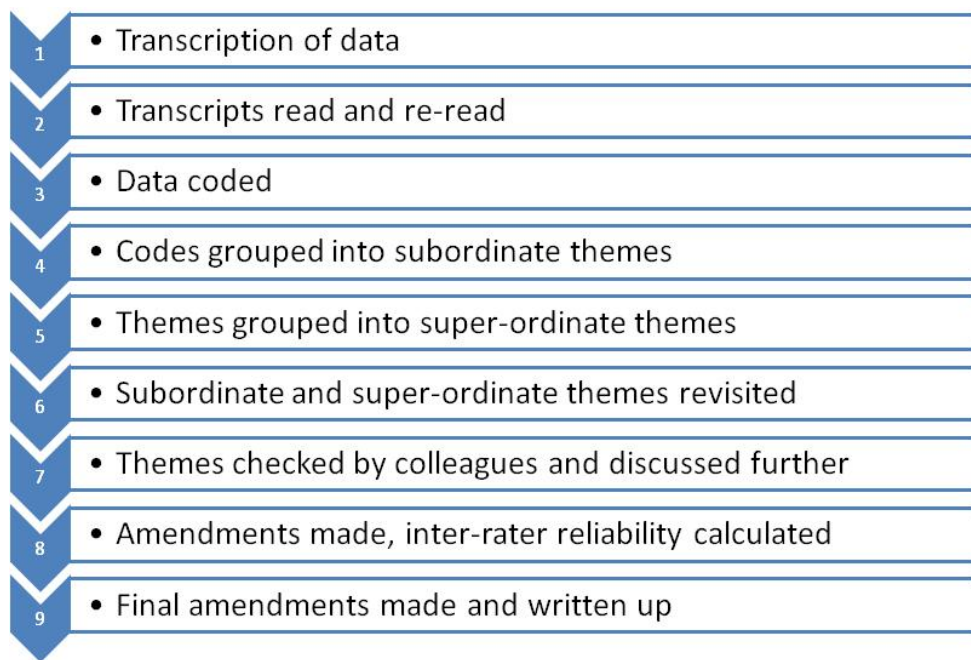 1 • Transcription of data
2 • Transcripts read and re-read
3 • Data coded
4 • Codes grouped into subordinate themes
5 • Themes grouped into super-ordinate themes
6 • Subordinate and super-ordinate themes revisited
7 • Themes checked by colleagues and discussed further
8 • Amendments made, inter-rater reliability calculated
9 • Final amendments made and written up